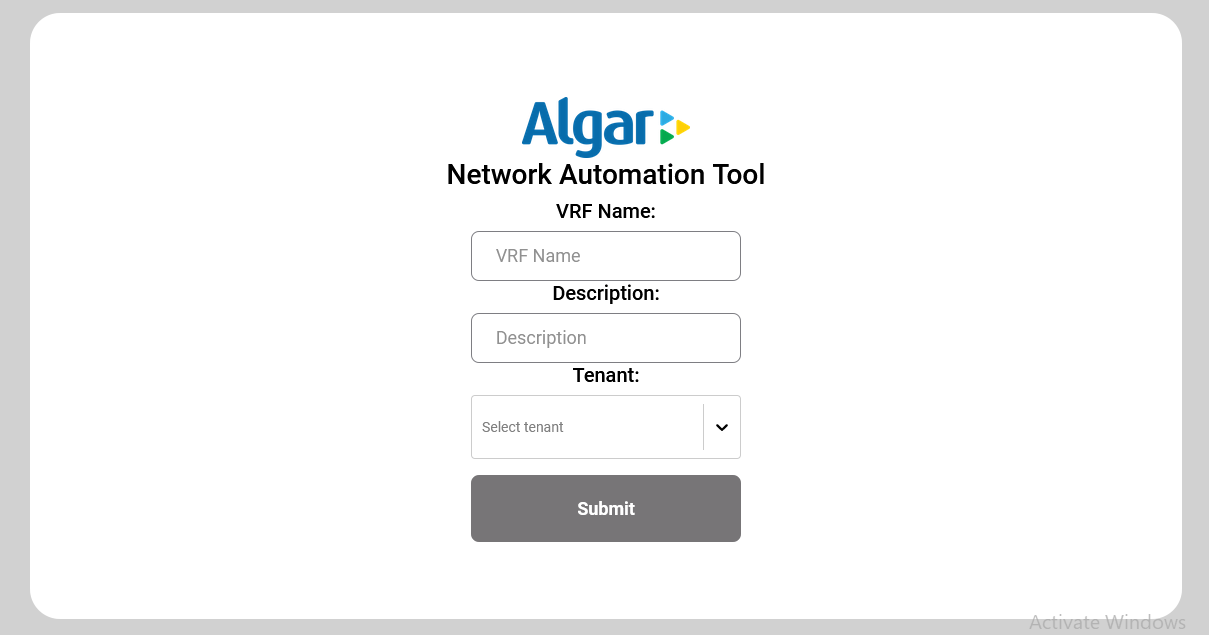 Algar
Network Automation Tool
VRF Name:
VRF Name
Description:
Description
Tenant:
Select tenant
Submit
Activate Windows